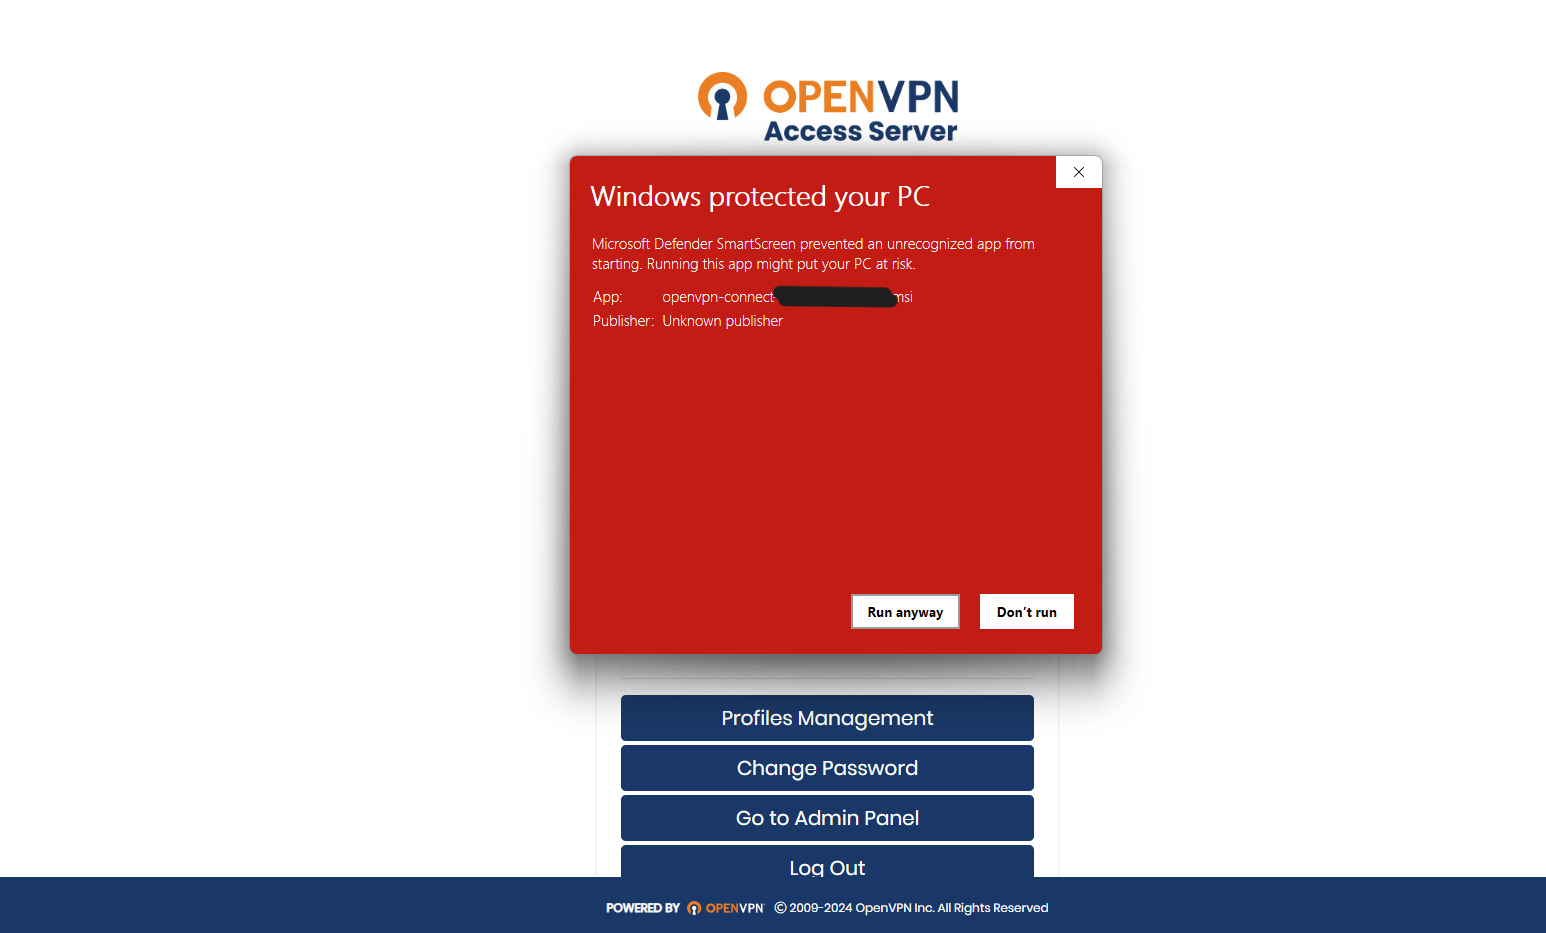 OPENVPN
Access Server
Windows protected your PC
Microsoft Defender SmartScreen prevented an unrecognized app from
starting. Running this app might put your PC at risk.
App: openvpn-connect- msi
Publisher: Unknown publisher
Run anyway Don't run
Profiles Management
Change Password
Go to Admin Panel
Log Out
POWERED BY OPENVPN © 2009-2024 OpenVPN Inc. All Rights Reserved